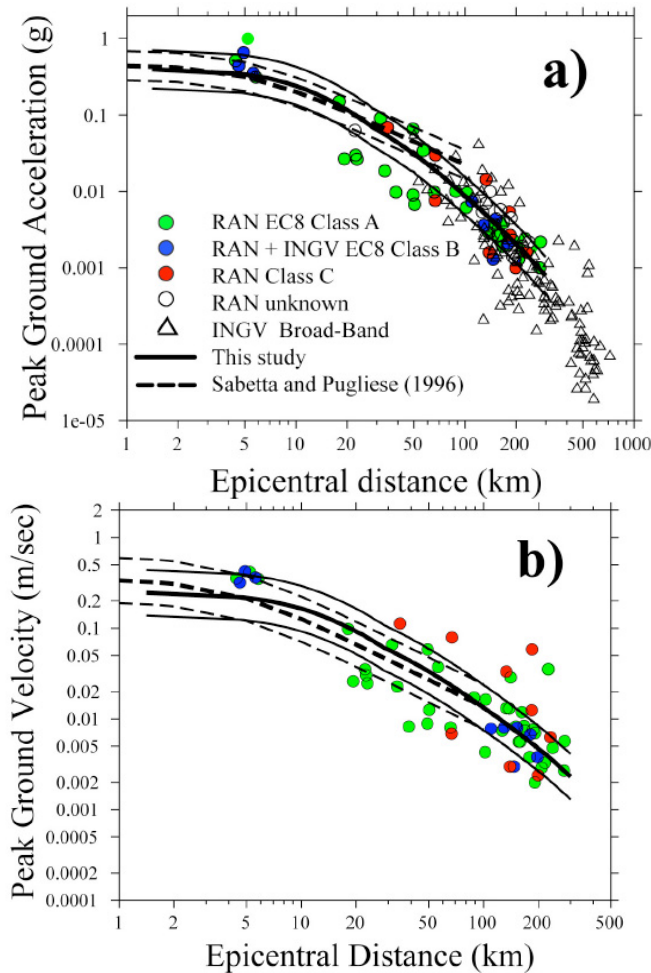 a)
Peak Ground Acceleration (g)
1
0.1
0.01
0.001
0.0001
1e-05
RAN EC8 Class A
RAN + INGV EC8 Class B
RAN Class C
RAN unknown
INGV Broad-Band
This study
Sabetta and Pugliese (1996)
1 2 5 10 20 50 100 200 500 1000
Epicentral distance (km)
b)
Peak Ground Velocity (m/sec)
2
1
0.5
0.2
0.1
0.05
0.02
0.01
0.005
0.002
0.001
0.0005
0.0002
0.0001
1 2 5 10 20 50 100 200 500
Epicentral Distance (km)